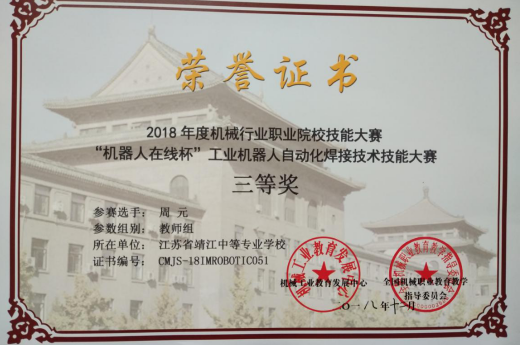 荣誉证书
2018年度机械行业职业院校技能大赛
“机器人在线杯”工业机器人自动化焊接技术技能大赛
三等奖
参赛选手：周 元
参数组别：教师组
所在单位：江苏省靖江中等专业学校
证书编号：CMJS-18IMROBOTIC051
机械工业教育发展中心
全国机械职业教育教学
指导委员会
二〇一八年十一月